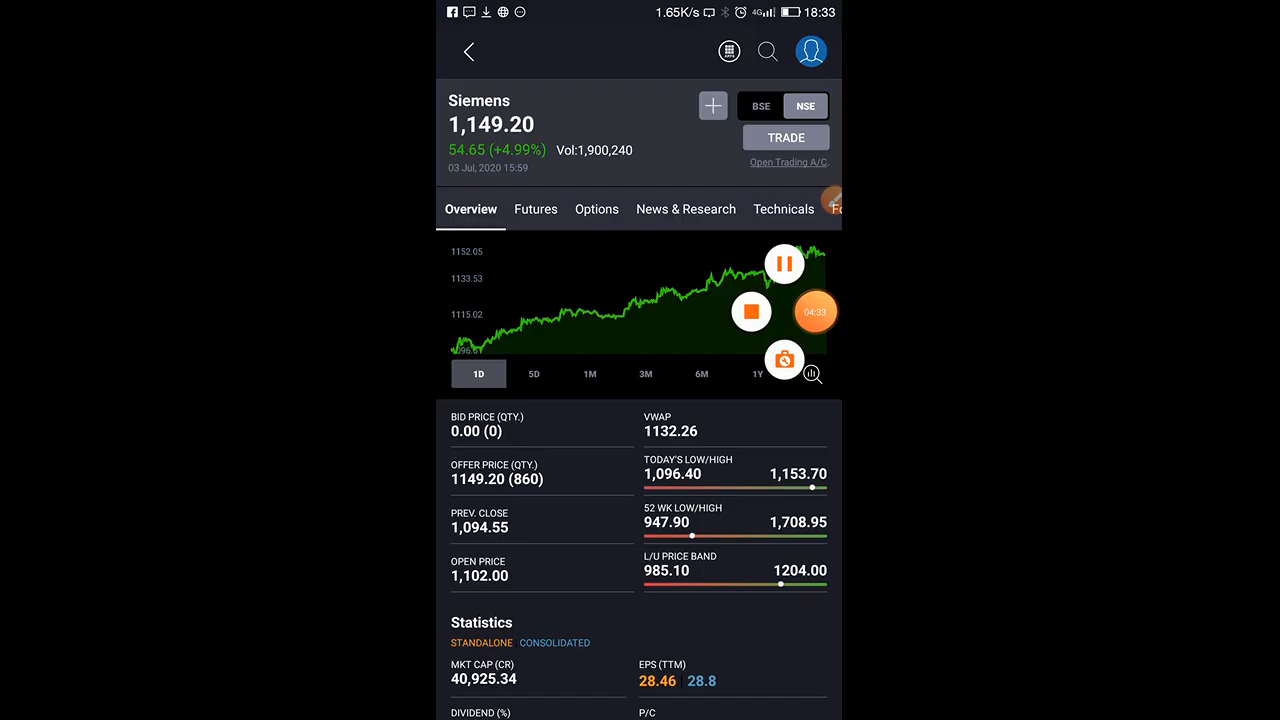 1.65K/s 4G 18:33
APPS
Siemens
BSE NSE
1,149.20
TRADE
54.65 (+4.99%) Vol:1,900,240
03 Jul, 2020 15:59
Open Trading A/C.
Overview Futures Options News & Research Technicals
1152.05
1133.53
1115.02
04:33
1D 5D 1M 3M 6M 1Y
BID PRICE (QTY.) VWAP
0.00 (0) 1132.26
OFFER PRICE (QTY.) TODAY'S LOW/HIGH
1149.20 (860) 1,096.40 1,153.70
PREV. CLOSE 52 WK LOW/HIGH
1,094.55 947.90 1,708.95
OPEN PRICE L/U PRICE BAND
1,102.00 985.10 1204.00
Statistics
STANDALONE CONSOLIDATED
MKT CAP (CR) EPS (TTM)
40,925.34 28.46 28.8
DIVIDEND (%) P/C